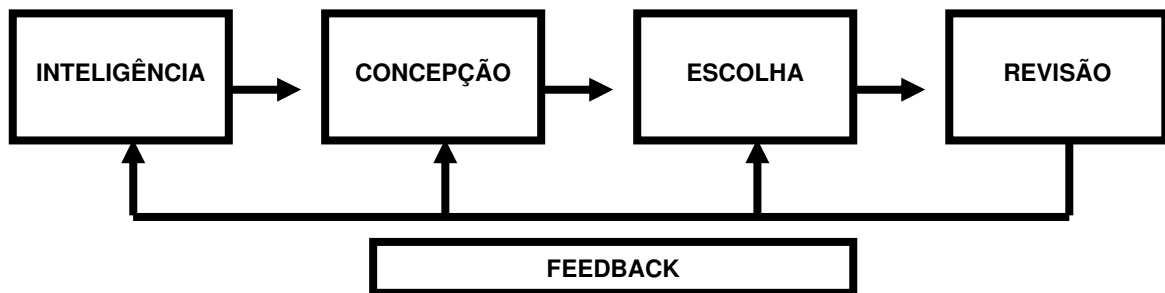 INTELIGÊNCIA
CONCEPÇÃO
ESCOLHA
REVISÃO
FEEDBACK